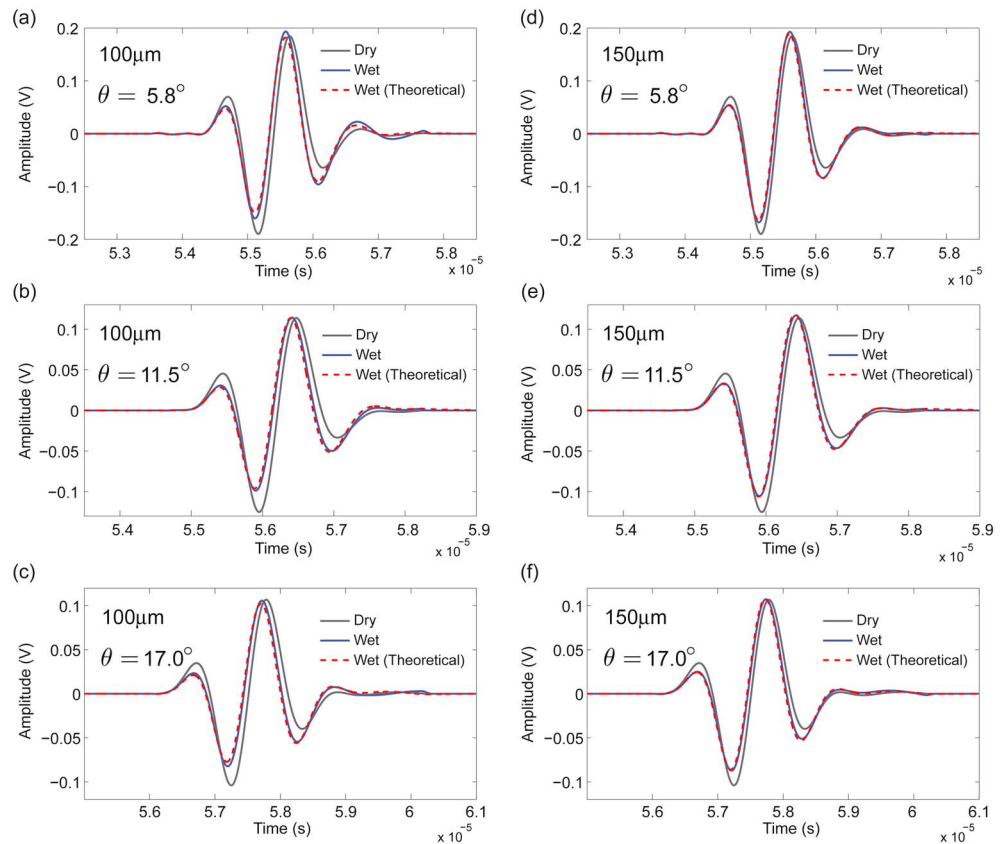 (a)
100μm
θ = 5.8°
Dry
Wet
Wet (Theoretical)
Amplitude (V)
0.2
0.1
0
−0.1
−0.2
5.3 5.4 5.5 5.6 5.7 5.8
Time (s)
x 10⁻⁵
(d)
150μm
θ = 5.8°
Dry
Wet
Wet (Theoretical)
Amplitude (V)
0.2
0.1
0
−0.1
−0.2
5.3 5.4 5.5 5.6 5.7 5.8
Time (s)
x 10⁻⁵
(b)
100μm
θ = 11.5°
Dry
Wet
Wet (Theoretical)
Amplitude (V)
0.1
0.05
0
−0.05
−0.1
5.4 5.5 5.6 5.7 5.8 5.9
Time (s)
x 10⁻⁵
(e)
150μm
θ = 11.5°
Dry
Wet
Wet (Theoretical)
Amplitude (V)
0.1
0.05
0
−0.05
−0.1
5.4 5.5 5.6 5.7 5.8 5.9
Time (s)
x 10⁻⁵
(c)
100μm
θ = 17.0°
Dry
Wet
Wet (Theoretical)
Amplitude (V)
0.1
0.05
0
−0.05
−0.1
5.6 5.7 5.8 5.9 6.0 6.1
Time (s)
x 10⁻⁵
(f)
150μm
θ = 17.0°
Dry
Wet
Wet (Theoretical)
Amplitude (V)
0.1
0.05
0
−0.05
−0.1
5.6 5.7 5.8 5.9 6.0 6.1
Time (s)
x 10⁻⁵